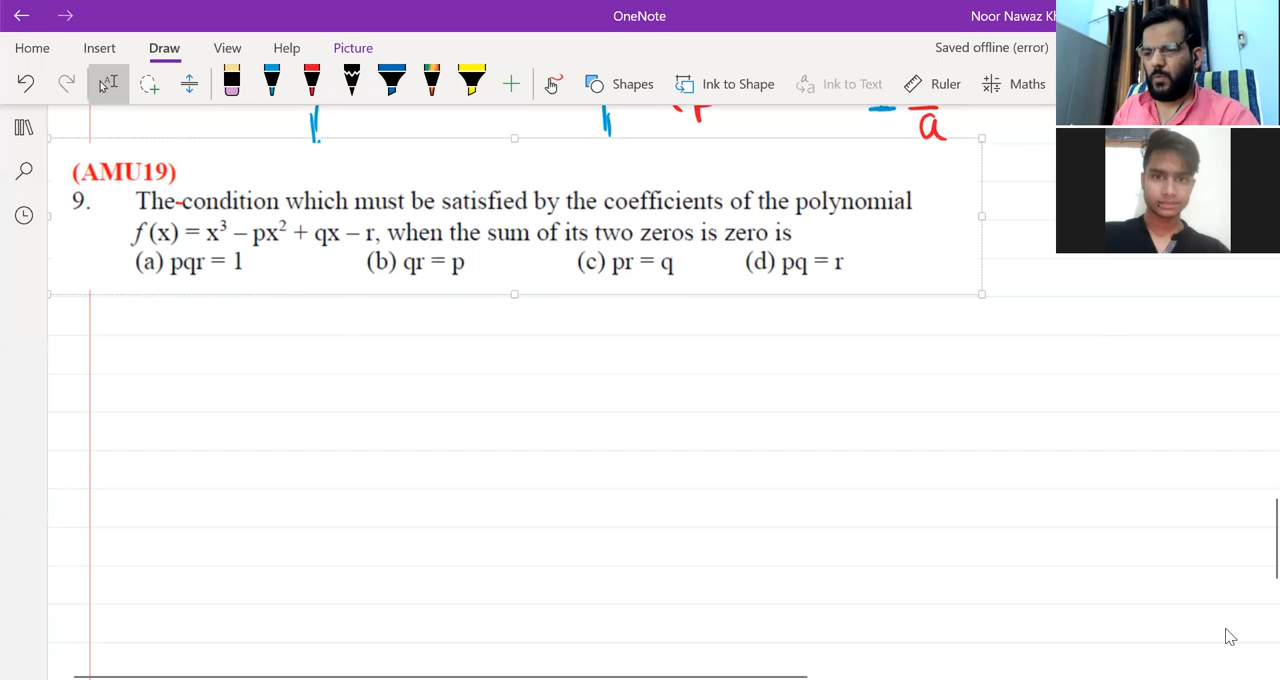 OneNote
Noor Nawaz Kh
Home Insert Draw View Help Picture
Saved offline (error)
Shapes Ink to Shape Ink to Text Ruler Maths
a
(AMU19)
9. The condition which must be satisfied by the coefficients of the polynomial
f (x) = x³ – px² + qx – r, when the sum of its two zeros is zero is
(a) pqr = 1 (b) qr = p (c) pr = q (d) pq = r